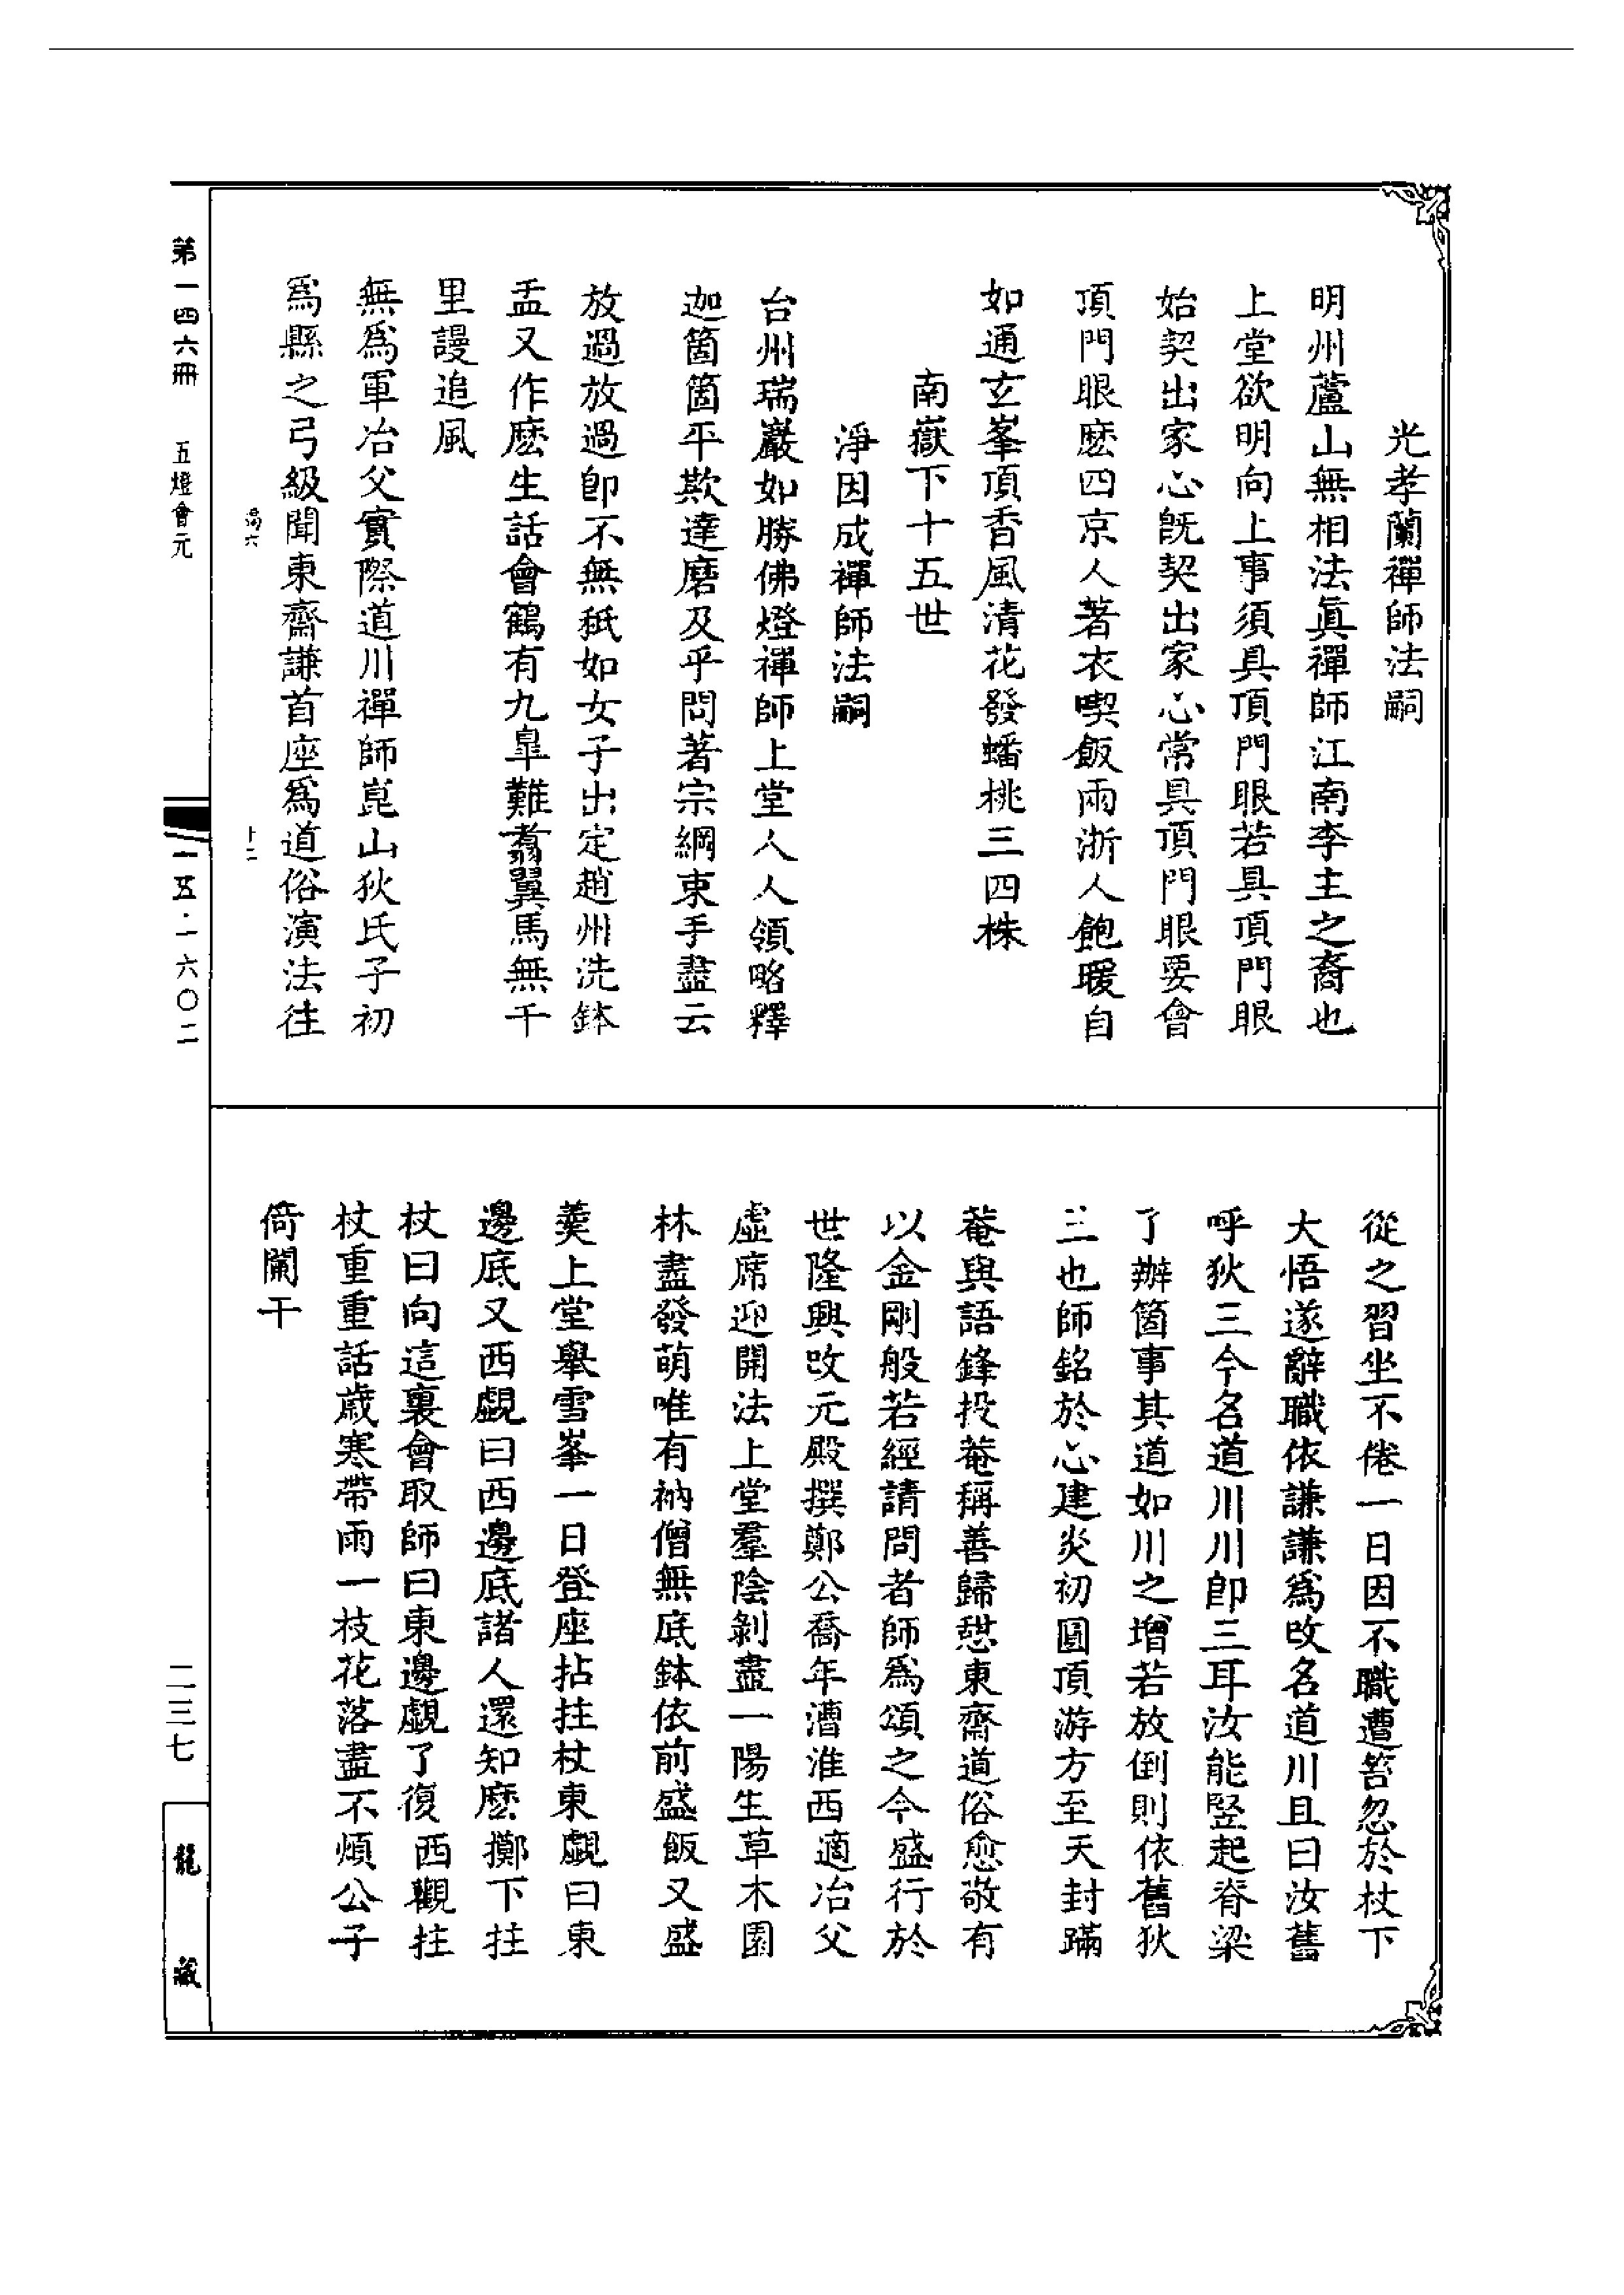 光孝蘭禪師法嗣
明州蘆山無相法眞禪師江南李主之裔也
上堂欲明向上事須具頂門眼若具頂門眼
始契出家心旣契出家心常具頂門眼要會
頂門眼麽四京人著衣喫飯兩浙人飽暖自
如通玄峯頂香風清花發蟠桃三四株
南嶽下十五世
淨因成禪師法嗣
台州瑞巖如勝佛燈禪師上堂人人領略釋
迦箇箇平欺達磨及乎問著宗綱束手盡云
放過放過卽不無秖如女子出定趙州洗鉢
盂又作麽生話會鶴有九臯難翥翼馬無千
里謾追風
無爲軍冶父實際道川禪師崑山狄氏子初
爲縣之弓級聞東齋謙首座爲道俗演法往
從之習坐不倦一日因不職遭笞忽於杖下
大悟遂辭職依謙謙爲改名道川且曰汝舊
呼狄三今名道川川卽三耳汝能竪起脊梁
了辦箇事其道如川之增若放倒則依舊狄
三也師銘於心建炎初圓頂游方至天封蹣
菴與語鋒投菴稱善歸憇東齋道俗愈敬有
以金剛般若經請問者師爲頌之今盛行於
世隆興改元殿撰鄭公喬年漕淮西適冶父
虛席迎開法上堂羣陰剝盡一陽生草木園
林盡發萌唯有衲僧無底鉢依前盛飯又盛
羹上堂舉雪峯一日登座拈拄杖東覷曰東
邊底又西覷曰西邊底諸人還知麽擲下拄
杖曰向這裏會取師曰東邊覷了復西觀拄
杖重重話歲寒帶雨一枝花落盡不煩公子
倚闌干
第一四六冊 五燈會元
一五·一六〇二
二三七
龍藏